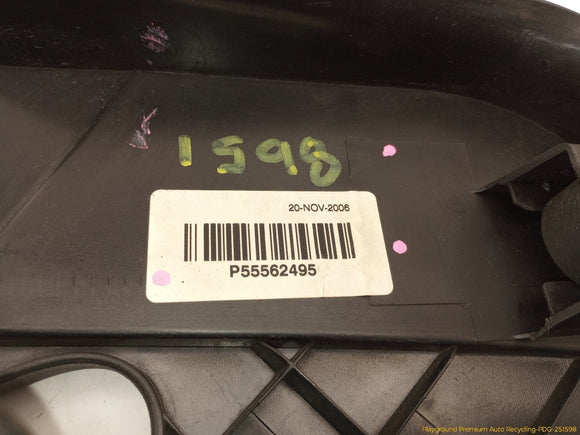 1598
20-NOV-2006
P55562495
Playground Premium Auto Recycling-PDG-251598